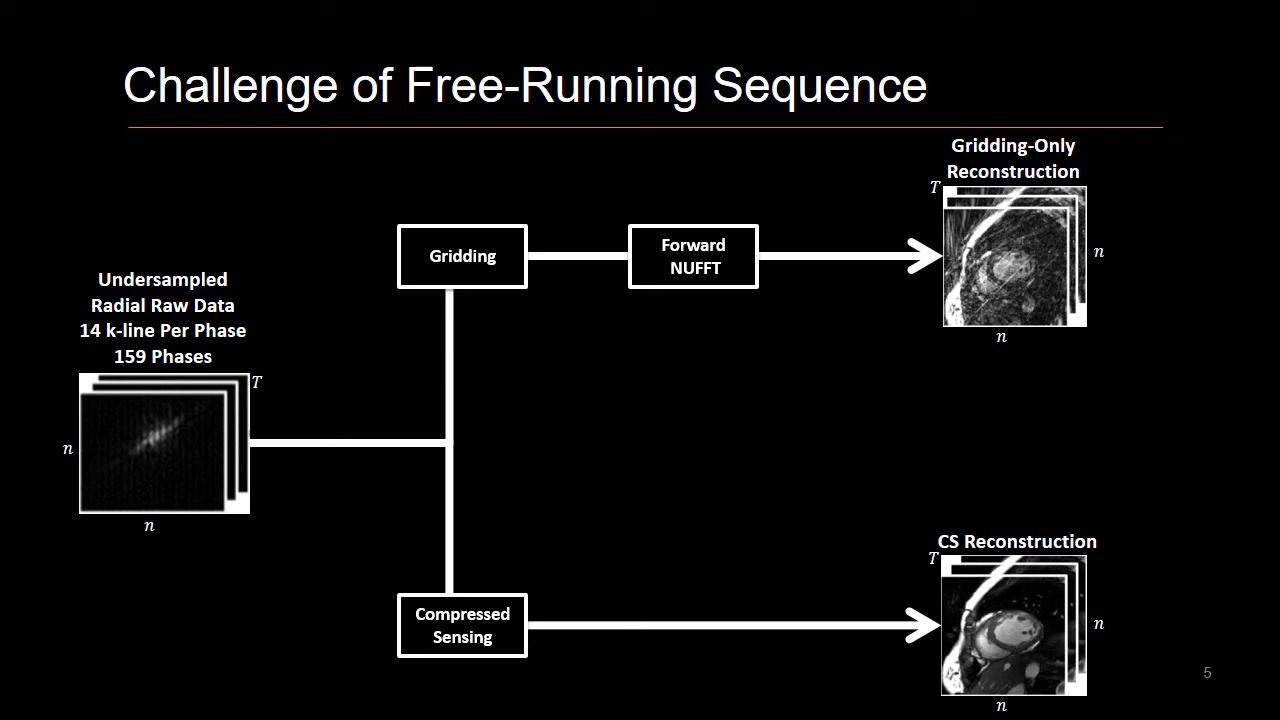 Challenge of Free-Running Sequence
Gridding-Only
Reconstruction
T
n
n
Gridding
Forward
NUFFT
Undersampled
Radial Raw Data
14 k-line Per Phase
159 Phases
T
n
n
Compressed
Sensing
CS Reconstruction
T
n
n
5